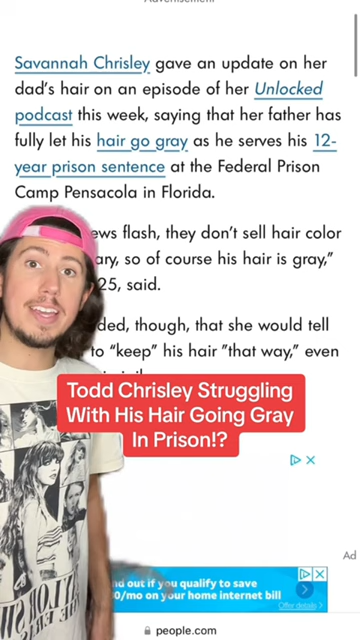 Advertisement
Savannah Chrisley gave an update on her
dad's hair on an episode of her Unlocked
podcast this week, saying that her father has
fully let his hair go gray as he serves his 12-
year prison sentence at the Federal Prison
Camp Pensacola in Florida.
ews flash, they don't sell hair color
ary, so of course his hair is gray,"
25, said.
ded, though, that she would tell
to "keep" his hair "that way," even
Todd Chrisley Struggling
With His Hair Going Gray
In Prison!?
Ad
nd out if you qualify to save
0/mo on your home internet bill
Offer details
people.com